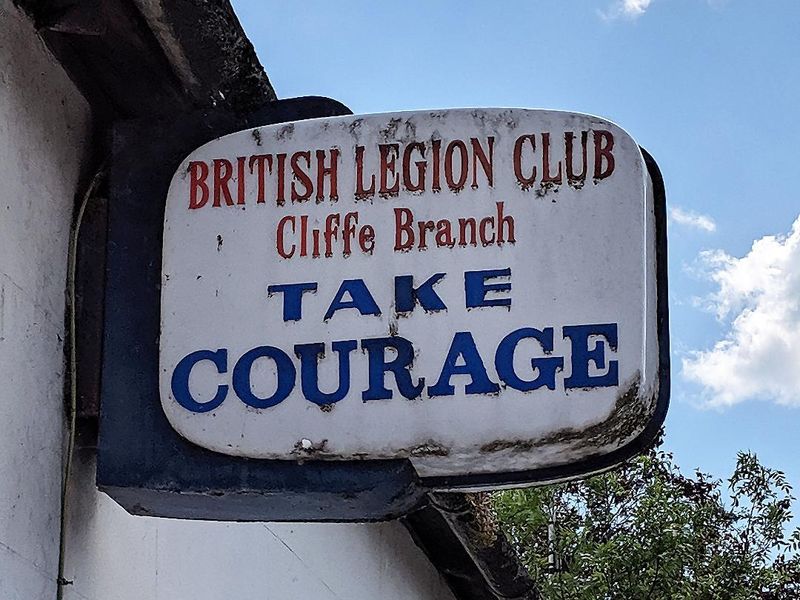 BRITISH LEGION CLUB
Cliffe Branch
TAKE
COURAGE